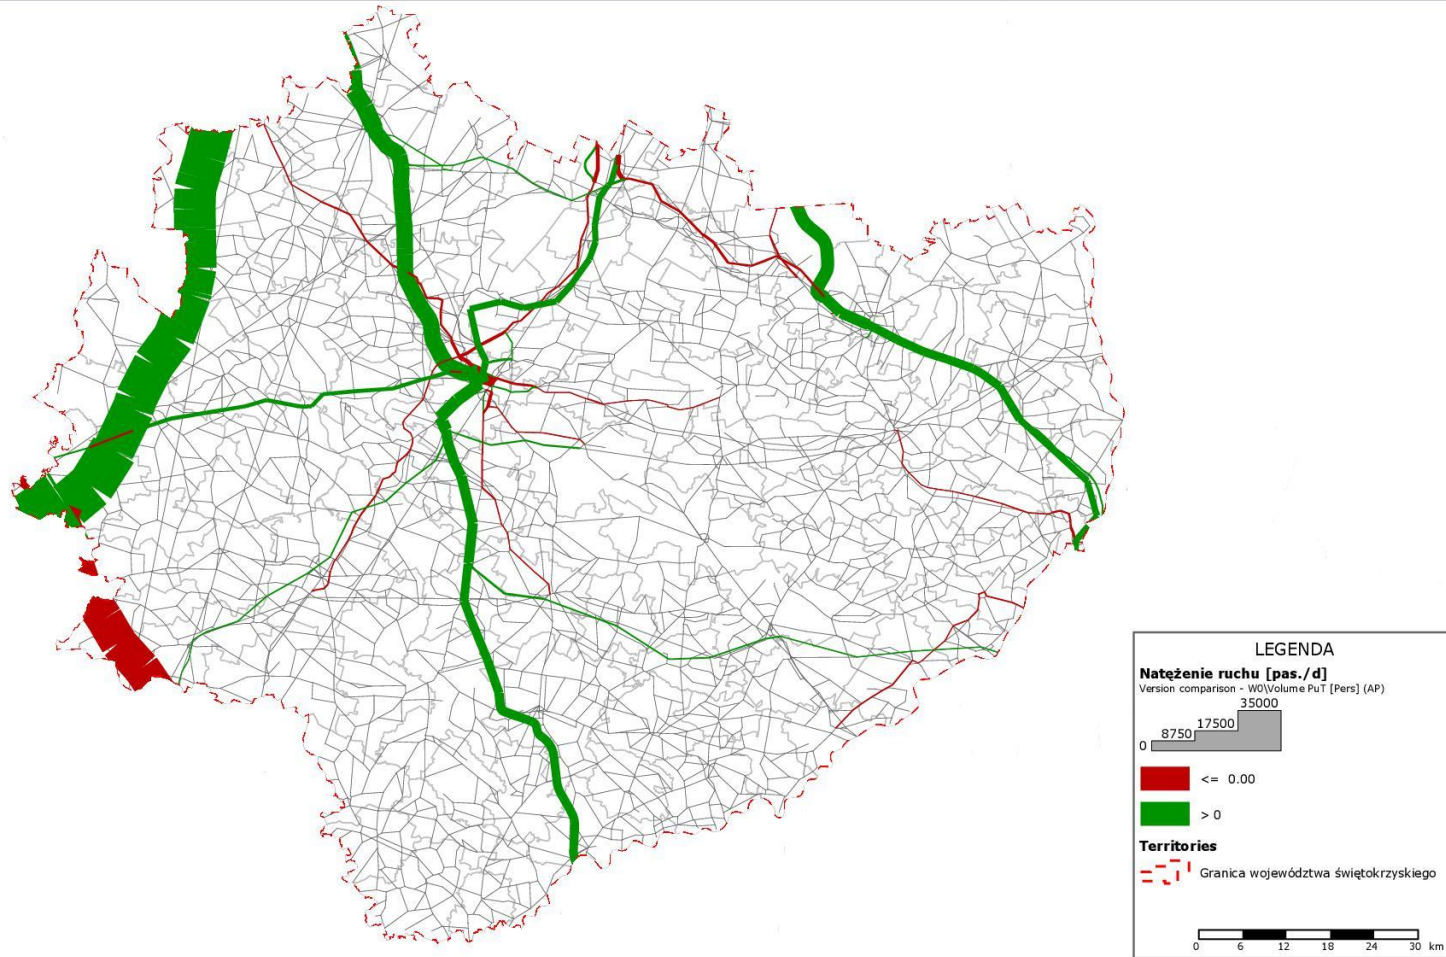 LEGENDA
Natężenie ruchu [pas./d]
Version comparison - W0\Volume PuT [Pers] (AP)
35000
17500
8750
0
<= 0.00
> 0
Territories
Granica województwa świętokrzyskiego
0 6 12 18 24 30 km